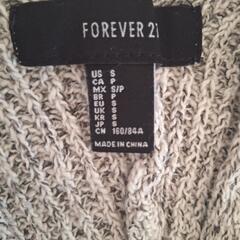 FOREVER 21
US S
CA P
MX S/P
BR P
EU S
UK S
KR S
JP S
CN 160/84A
MADE IN CHINA